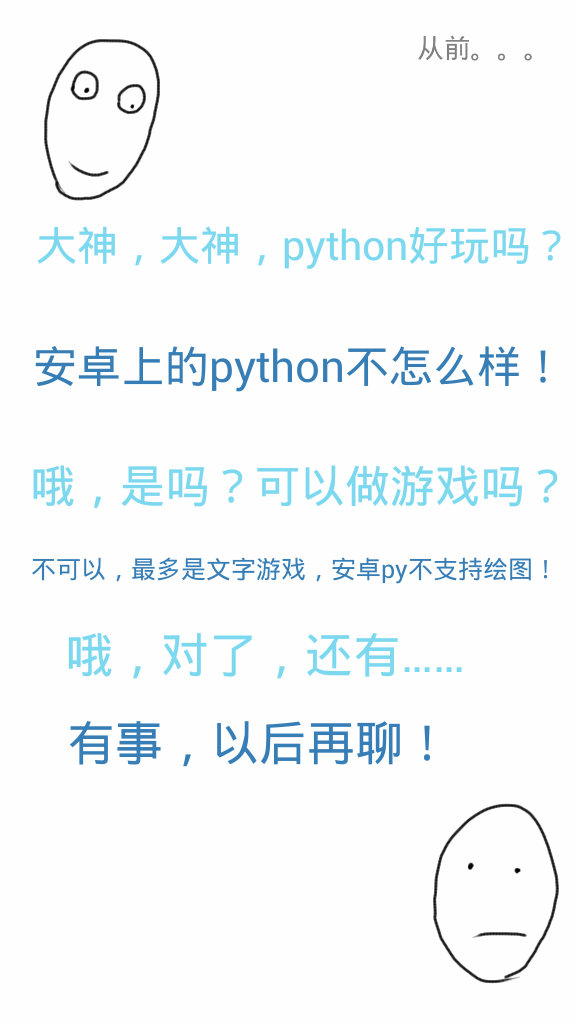 从前。。。
大神，大神，python好玩吗？
安卓上的python不怎么样！
哦，是吗？可以做游戏吗？
不可以，最多是文字游戏，安卓py不支持绘图！
哦，对了，还有……
有事，以后再聊！